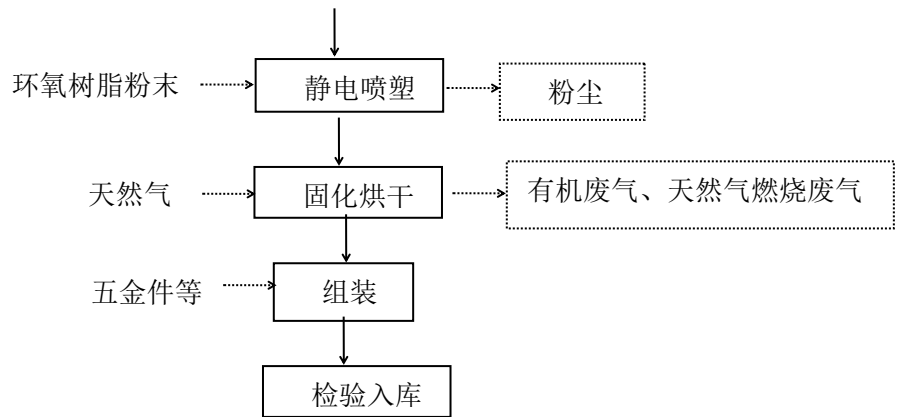 环氧树脂粉末
静电喷塑
粉尘
天然气
固化烘干
有机废气、天然气燃烧废气
五金件等
组装
检验入库